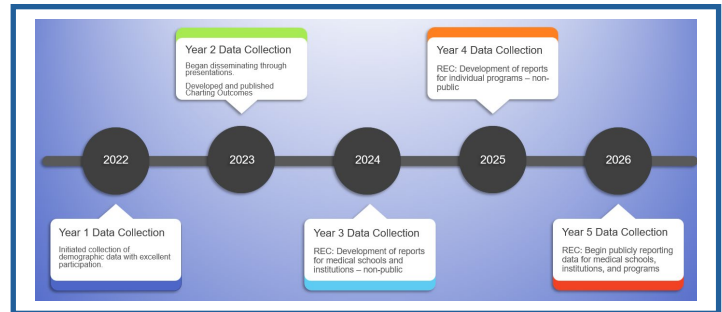 Year 2 Data Collection
Began disseminating through
presentations.
Developed and published
Charting Outcomes
Year 4 Data Collection
REC: Development of reports
for individual programs – non-
public
2022
2023
2024
2025
2026
Year 1 Data Collection
Initiated collection of
demographic data with excellent
participation.
Year 3 Data Collection
REC: Development of reports
for medical schools and
institutions – non-public
Year 5 Data Collection
REC: Begin publicly reporting
data for medical schools,
institutions, and programs